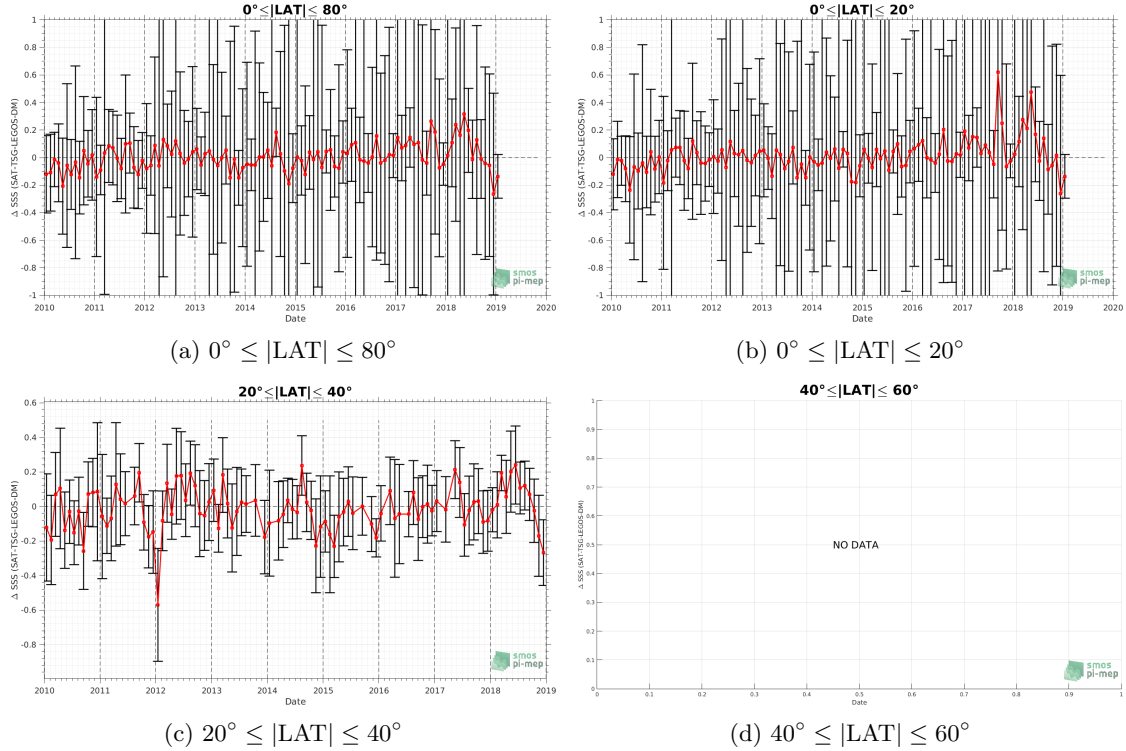 0°≤|LAT|≤ 80°
Δ SSS (SAT-TSG-LEGOS-DM)
1
0.8
0.6
0.4
0.2
0
-0.2
-0.4
-0.6
-0.8
-1
2010 2011 2012 2013 2014 2015 2016 2017 2018 2019 2020
Date
smos
pi-mep
(a) 0° ≤ |LAT| ≤ 80°
0°≤|LAT|≤ 20°
Δ SSS (SAT-TSG-LEGOS-DM)
1
0.8
0.6
0.4
0.2
0
-0.2
-0.4
-0.6
-0.8
-1
2010 2011 2012 2013 2014 2015 2016 2017 2018 2019 2020
Date
smos
pi-mep
(b) 0° ≤ |LAT| ≤ 20°
20°≤|LAT|≤ 40°
Δ SSS (SAT-TSG-LEGOS-DM)
0.6
0.4
0.2
0
-0.2
-0.4
-0.6
-0.8
2010 2011 2012 2013 2014 2015 2016 2017 2018 2019
Date
smos
pi-mep
(c) 20° ≤ |LAT| ≤ 40°
40°≤|LAT|≤ 60°
Δ SSS (SAT-TSG-LEGOS-DM)
1
0.9
0.8
0.7
0.6
0.5
0.4
0.3
0.2
0.1
0
NO DATA
0 0.1 0.2 0.3 0.4 0.5 0.6 0.7 0.8 0.9 1
Date
smos
pi-mep
(d) 40° ≤ |LAT| ≤ 60°